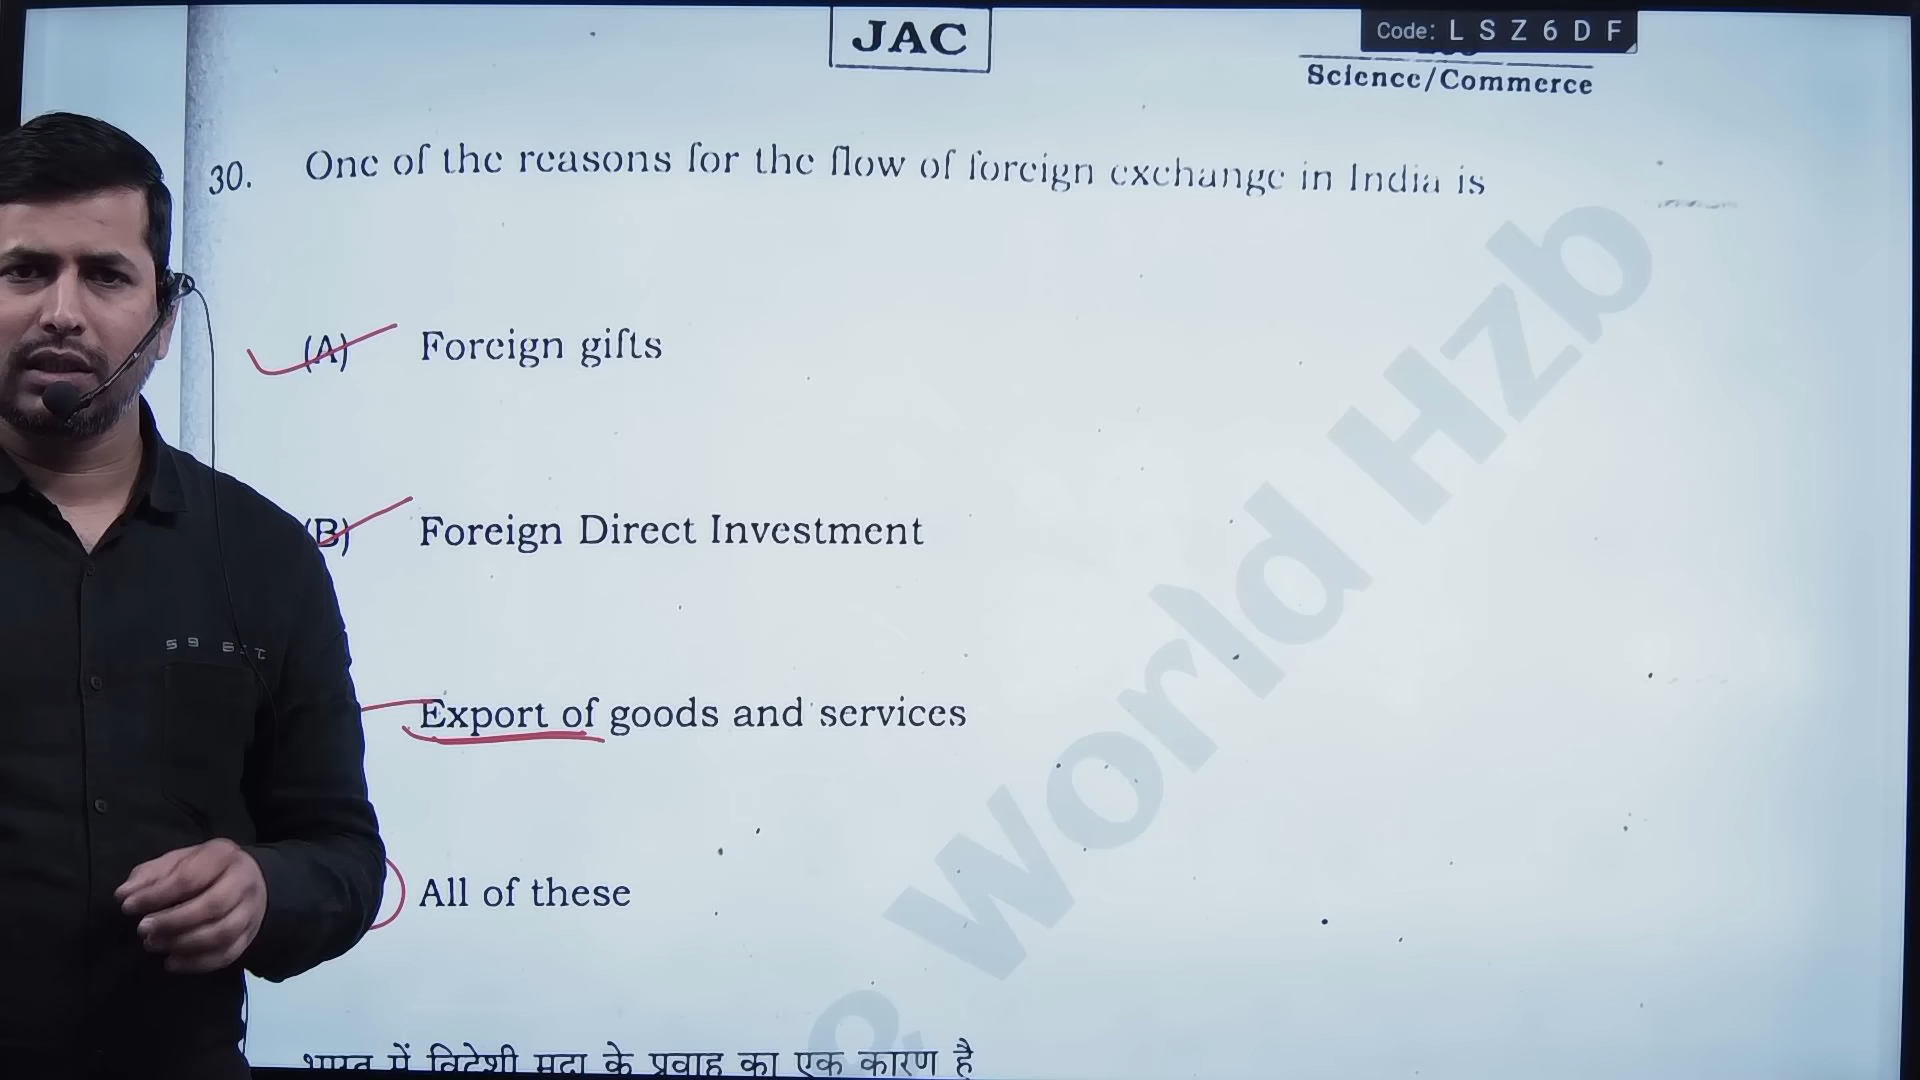 JAC
Code: L S Z 6 D F
Science/Commerce
30. One of the reasons for the flow of foreign exchange in India is
(A) Foreign gifts
(B) Foreign Direct Investment
Export of goods and services
All of these
भारत में विदेशी मुद्रा के प्रवाह का एक कारण है
World Hzb